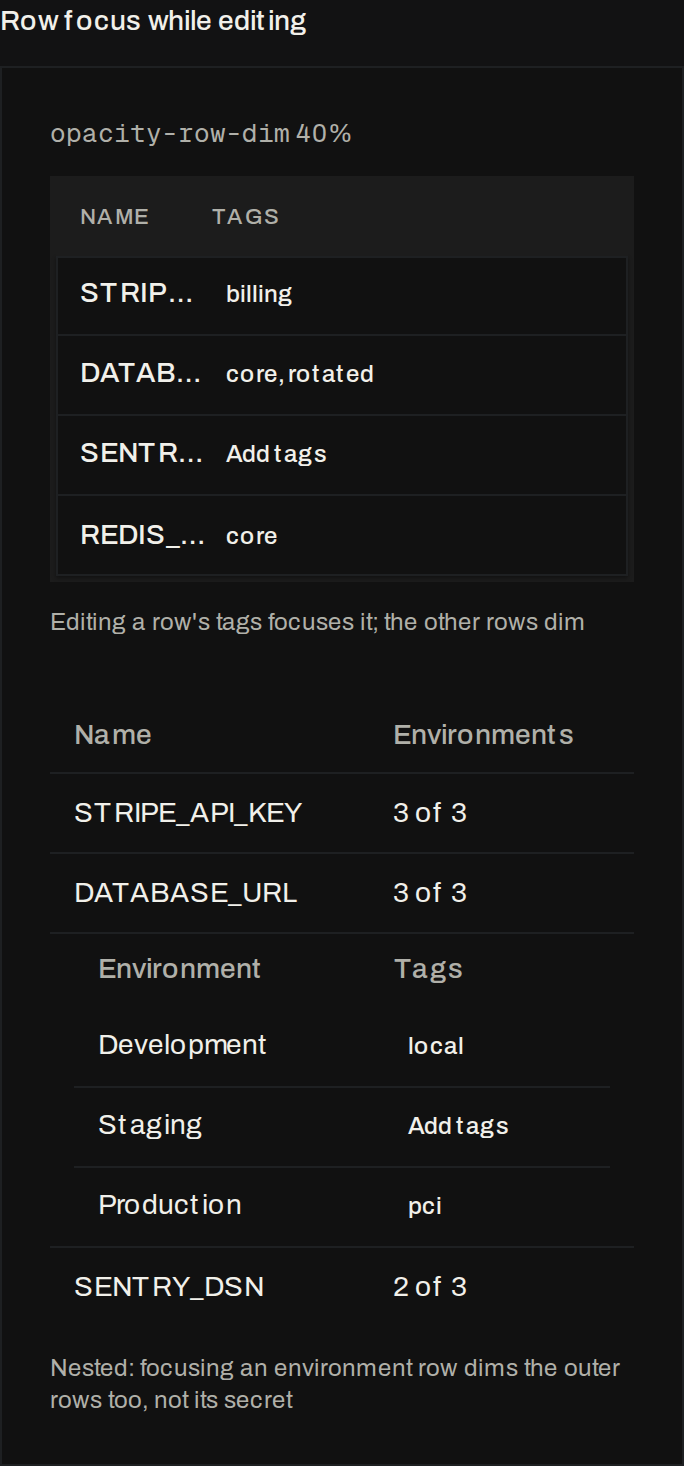 Row focus while editing
opacity-row-dim 40%
NAME TAGS
STRIP... billing
DATAB... core, rotated
SENTR... Add tags
REDIS_... core
Editing a row's tags focuses it; the other rows dim
Name Environments
STRIPE_API_KEY 3 of 3
DATABASE_URL 3 of 3
Environment Tags
Development local
Staging Add tags
Production pci
SENTRY_DSN 2 of 3
Nested: focusing an environment row dims the outer
rows too, not its secret